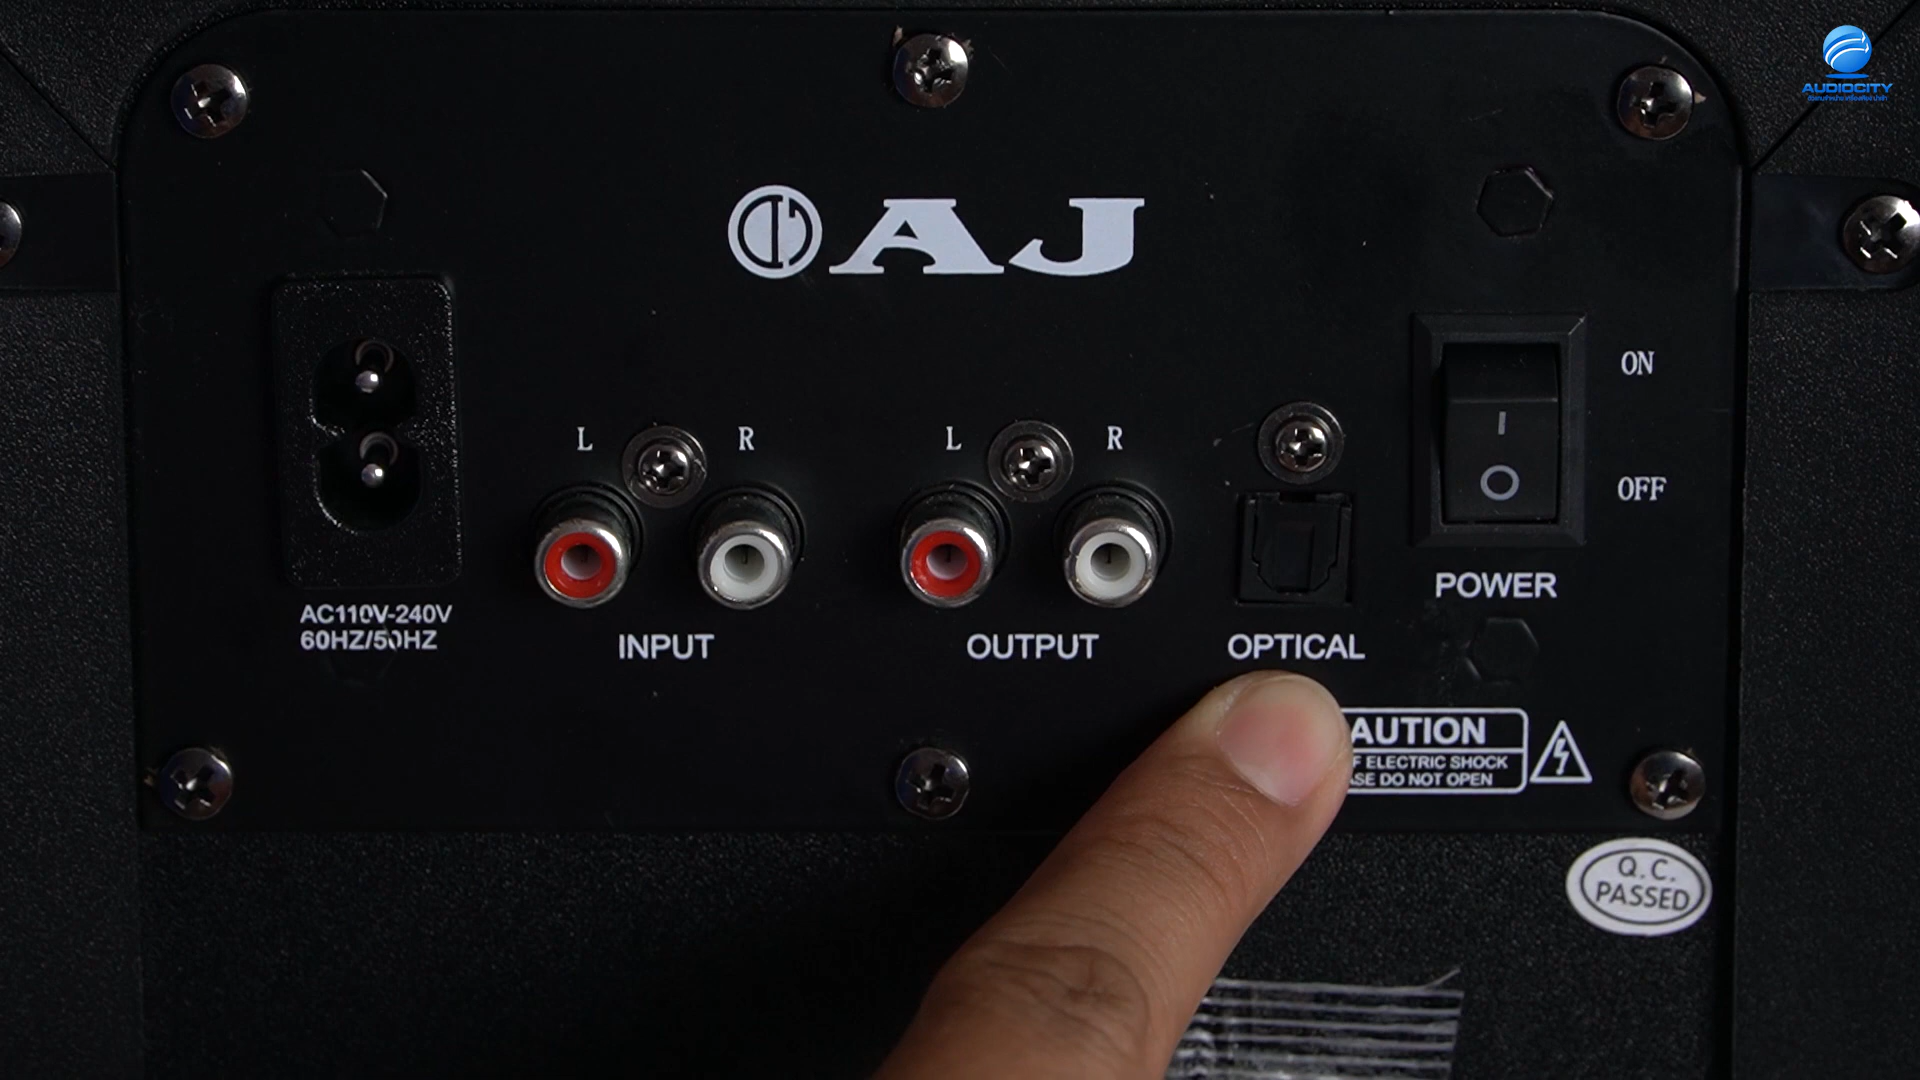 AUDIOCITY
AJ
ON
OFF
POWER
L R
L R
AC110V-240V
60HZ/50HZ
INPUT
OUTPUT
OPTICAL
AUTION
F ELECTRIC SHOCK
SE DO NOT OPEN
Q.C.
PASSED